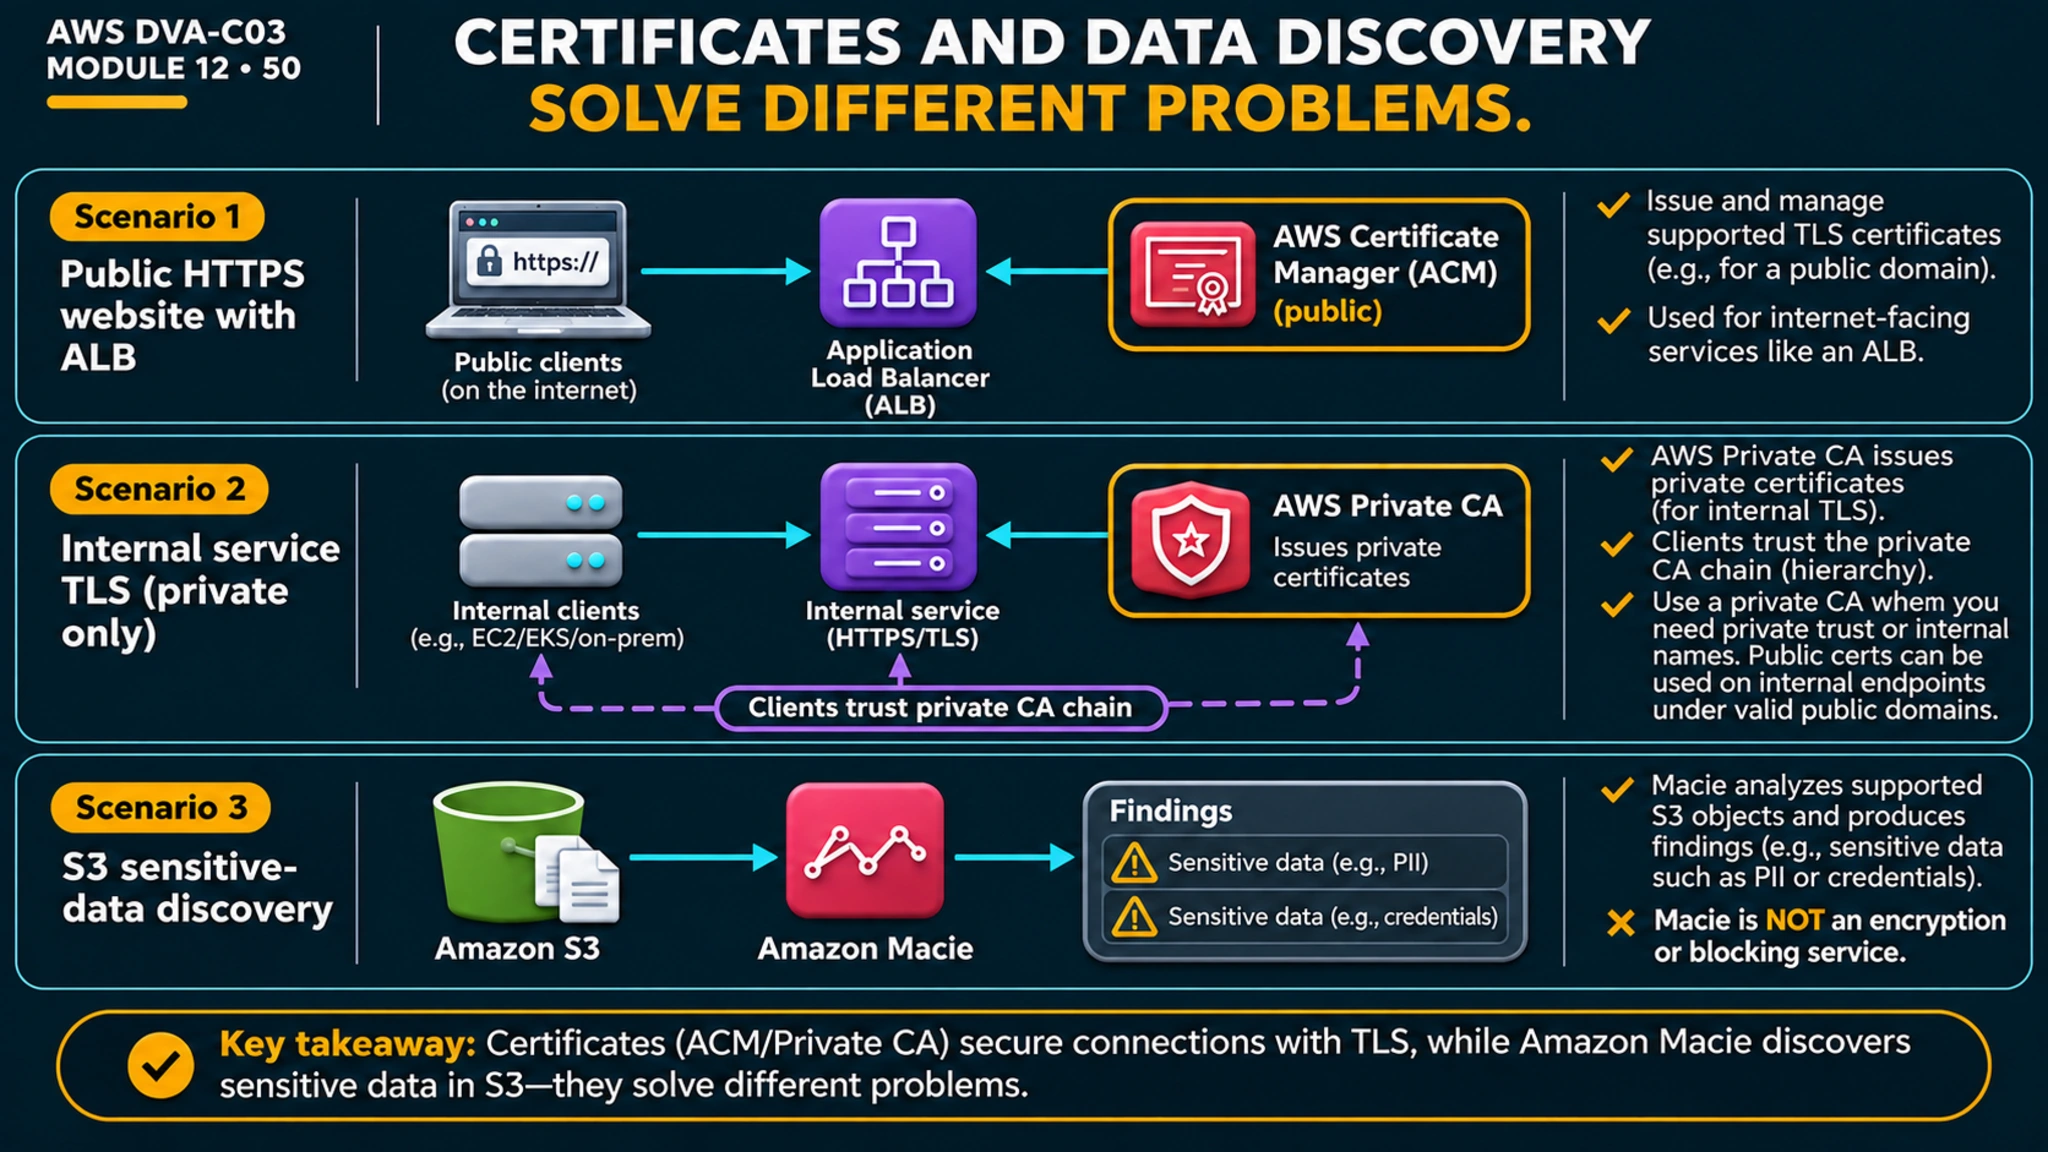 AWS DVA-C03
MODULE 12 • 50
CERTIFICATES AND DATA DISCOVERY
SOLVE DIFFERENT PROBLEMS.
Scenario 1
Public HTTPS
website with
ALB
https://
Public clients
(on the internet)
Application
Load Balancer
(ALB)
AWS Certificate
Manager (ACM)
(public)
Issue and manage
supported TLS certificates
(e.g., for a public domain).
Used for internet-facing
services like an ALB.
Scenario 2
Internal service
TLS (private
only)
Internal clients
(e.g., EC2/EKS/on-prem)
Internal service
(HTTPS/TLS)
AWS Private CA
Issues private
certificates
Clients trust private CA chain
AWS Private CA issues
private certificates
(for internal TLS).
Clients trust the private
CA chain (hierarchy).
Use a private CA whem you
need private trust or internal
names. Public certs can be
used on internal endpoints
under valid public domains.
Scenario 3
S3 sensitive-
data discovery
Amazon S3
Amazon Macie
Findings
Sensitive data (e.g., PII)
Sensitive data (e.g., credentials)
Macie analyzes supported
S3 objects and produces
findings (e.g., sensitive data
such as PII or credentials).
Macie is NOT an encryption
or blocking service.
Key takeaway: Certificates (ACM/Private CA) secure connections with TLS, while Amazon Macie discovers
sensitive data in S3—they solve different problems.